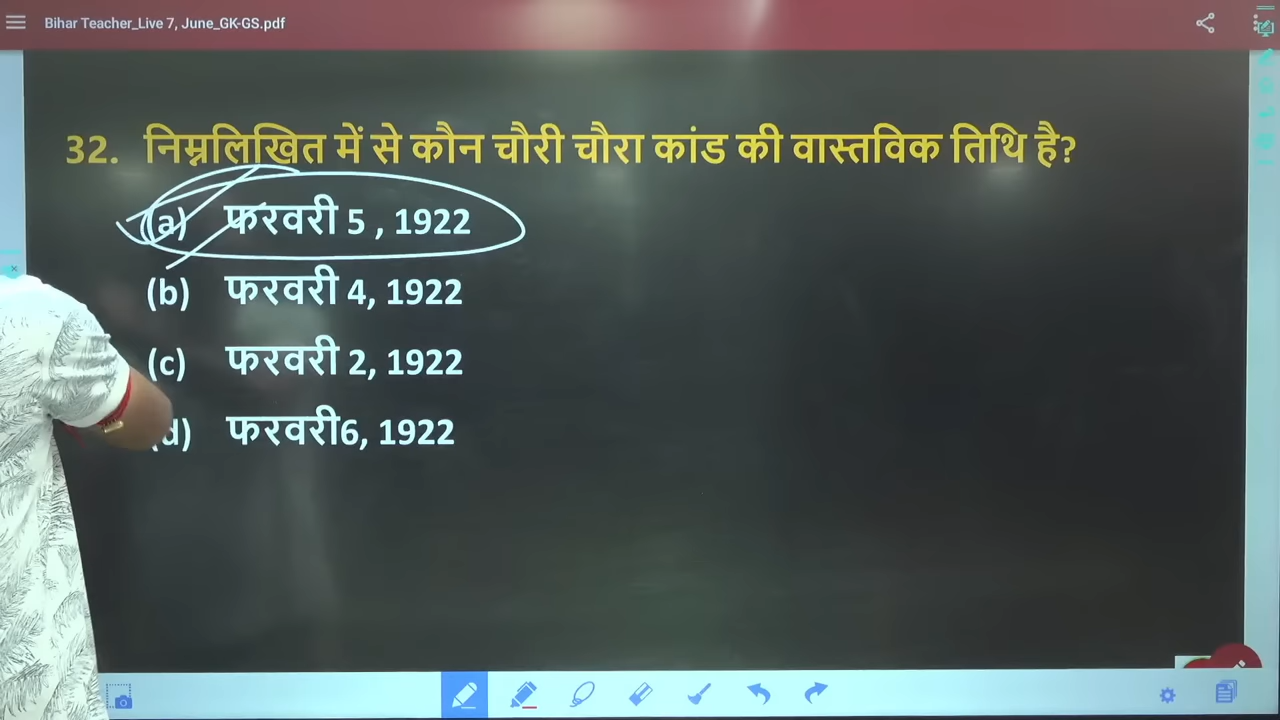 Bihar Teacher_Live 7, June_GK-GS.pdf
32. निम्नलिखित में से कौन चौरी चौरा कांड की वास्तविक तिथि है?
(a) फरवरी 5 , 1922
(b) फरवरी 4, 1922
(c) फरवरी 2, 1922
(d) फरवरी6, 1922